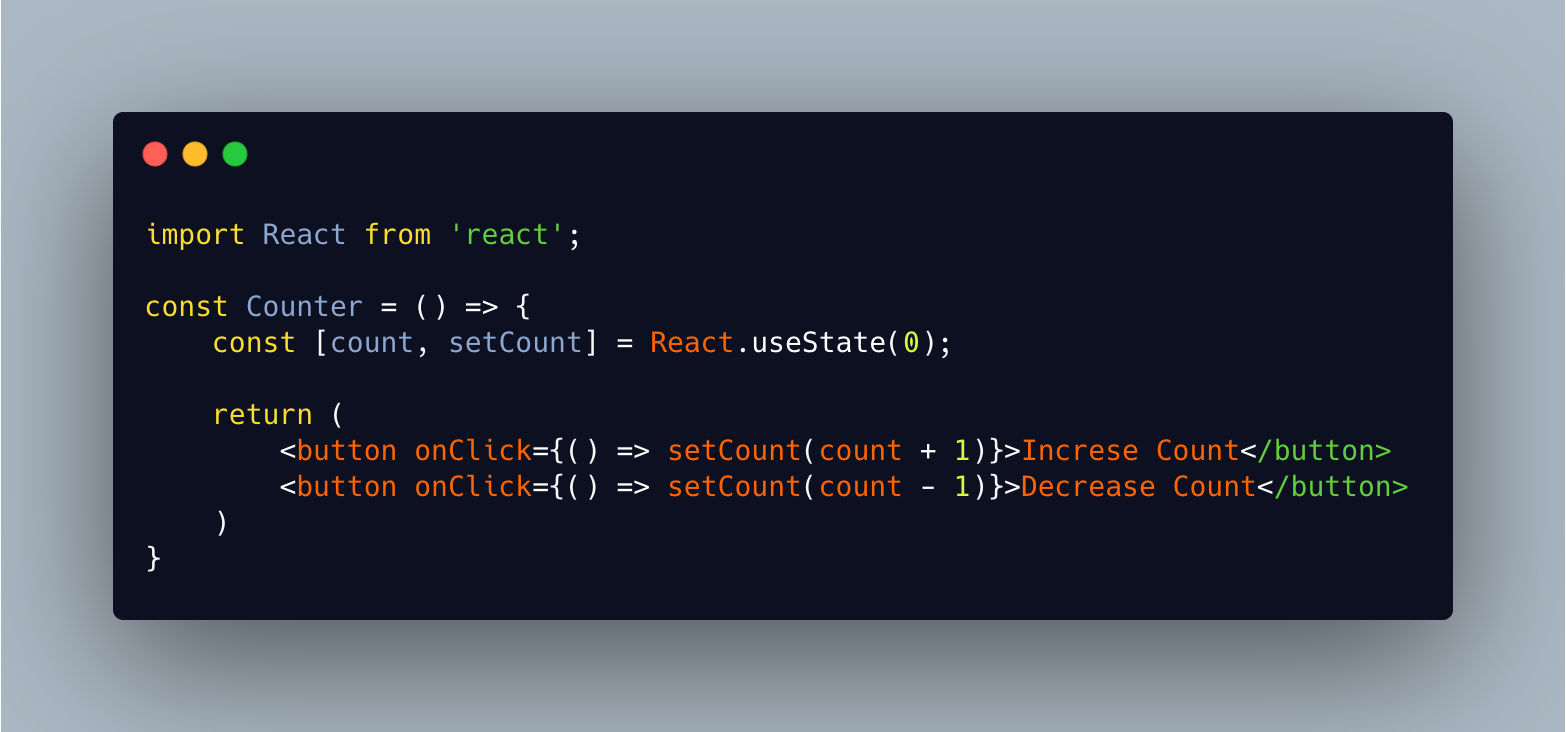 import React from 'react';
const Counter = () => {
    const [count, setCount] = React.useState(0);
    return (
        <button onClick={() => setCount(count + 1)}>Increse Count</button>
        <button onClick={() => setCount(count - 1)}>Decrease Count</button>
    )
}